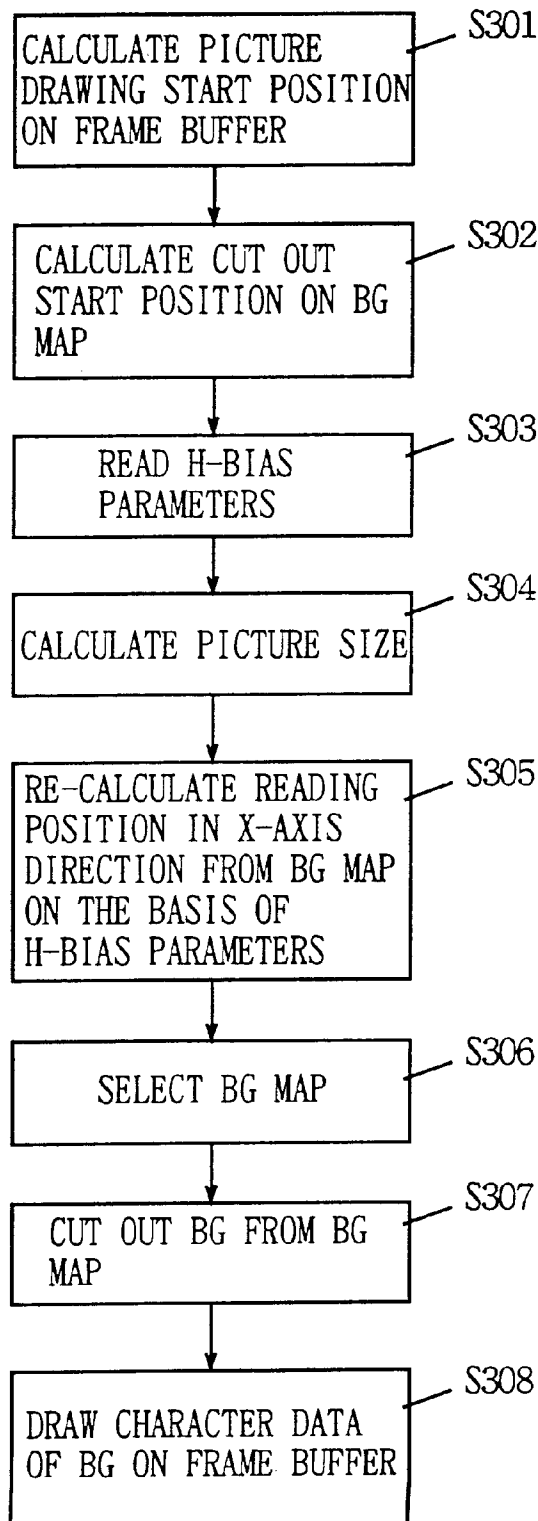 S301
CALCULATE PICTURE
DRAWING START POSITION
ON FRAME BUFFER
S302
CALCULATE CUT OUT
START POSITION ON BG
MAP
S303
READ H-BIAS
PARAMETERS
S304
CALCULATE PICTURE SIZE
S305
RE-CALCULATE READING
POSITION IN X-AXIS
DIRECTION FROM BG MAP
ON THE BASIS OF
H-BIAS PARAMETERS
S306
SELECT BG MAP
S307
CUT OUT BG FROM BG
MAP
S308
DRAW CHARACTER DATA
OF BG ON FRAME BUFFER